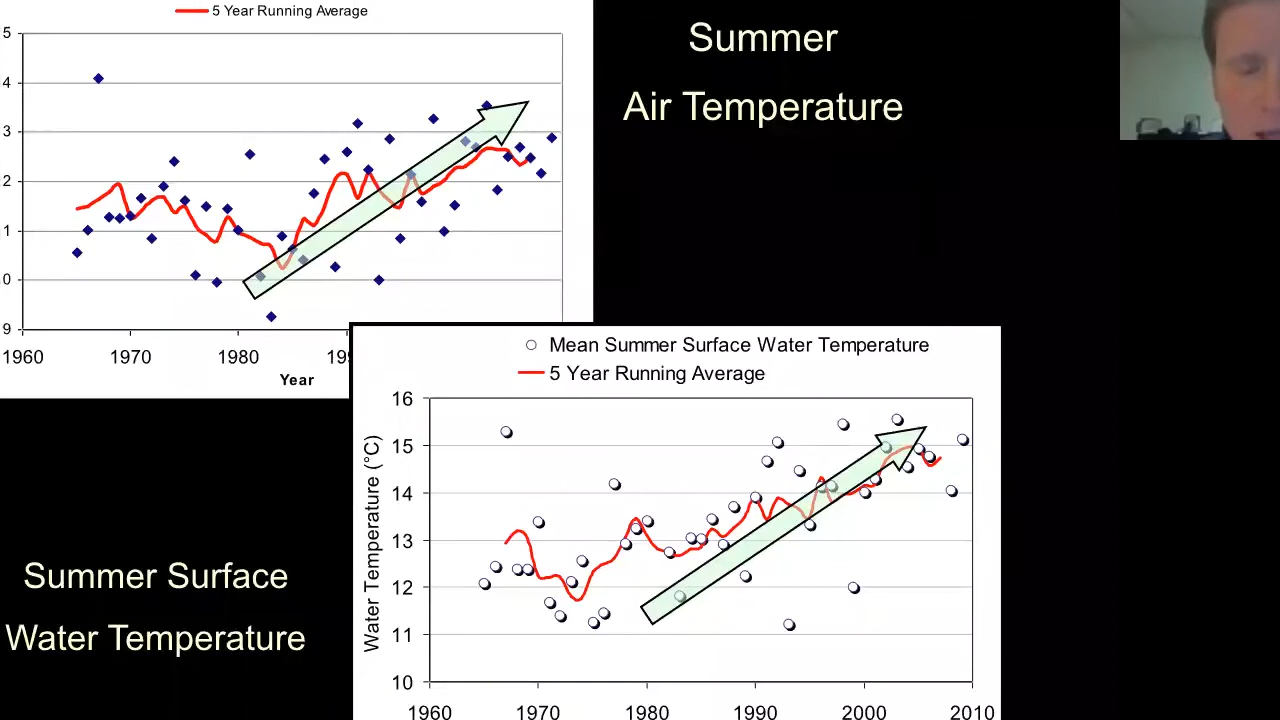 5 Year Running Average
5
4
3
2
1
0
9
1960 1970 1980 199
Year
Summer
Air Temperature
Mean Summer Surface Water Temperature
5 Year Running Average
Water Temperature (°C)
16
15
14
13
12
11
10
1960 1970 1980 1990 2000 2010
Summer Surface
Water Temperature